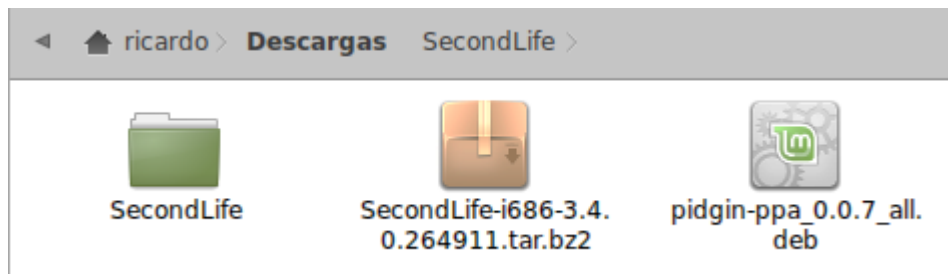 ricardo Descargas SecondLife
SecondLife
SecondLife-i686-3.4.
0.264911.tar.bz2
pidgin-ppa_0.0.7_all.
deb